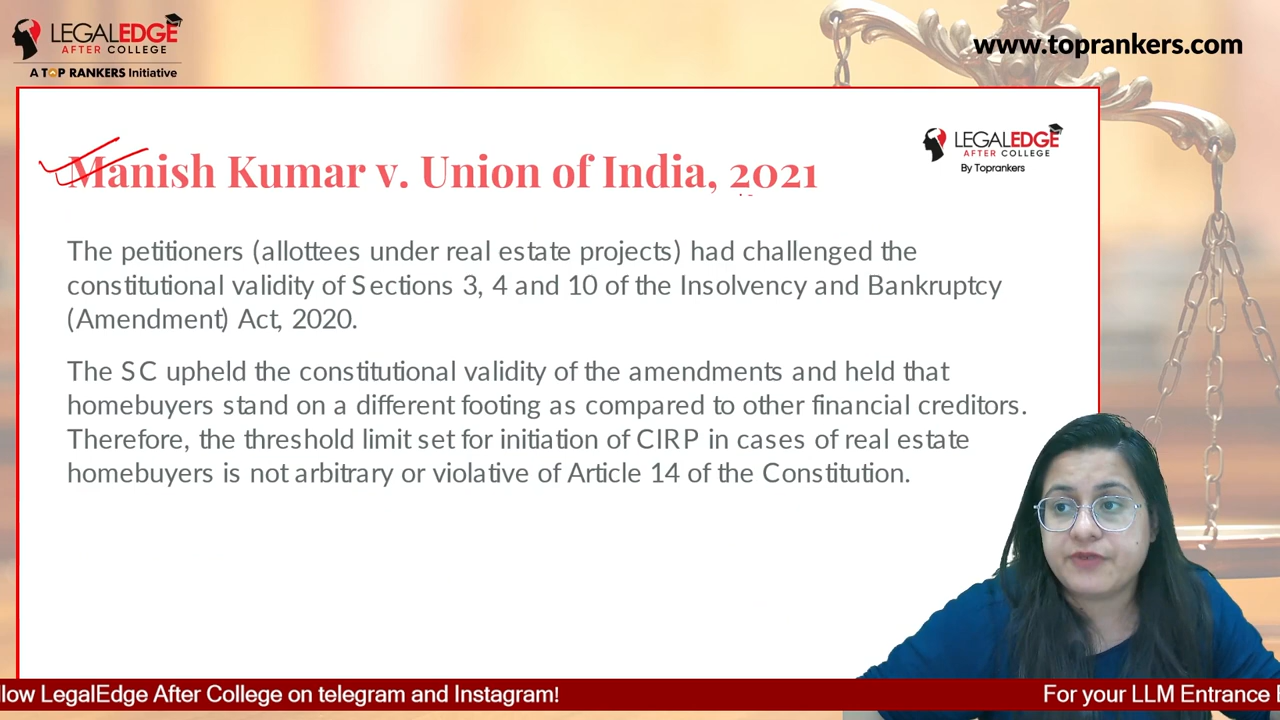 LEGALEDGE
AFTER COLLEGE
A TOP RANKERS Initiative
www.toprankers.com
LEGALEDGE
AFTER COLLEGE
By Toprankers
Manish Kumar v. Union of India, 2021
The petitioners (allottees under real estate projects) had challenged the
constitutional validity of Sections 3, 4 and 10 of the Insolvency and Bankruptcy
(Amendment) Act, 2020.
The SC upheld the constitutional validity of the amendments and held that
homebuyers stand on a different footing as compared to other financial creditors.
Therefore, the threshold limit set for initiation of CIRP in cases of real estate
homebuyers is not arbitrary or violative of Article 14 of the Constitution.
LegalEdge After College on telegram and Instagram! For your LLM Entrance